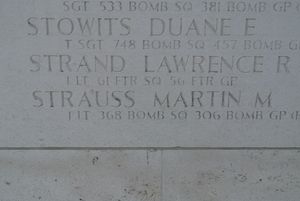 SGT 533 BOMB SQ 381 BOMB GP
STOWITS DUANE E
T SGT 748 BOMB SQ 457 BOMB G
STRAND LAWRENCE R
1 LT 61 FTR SQ 56 FTR GP
STRAUSS MARTIN M
1 LT 368 BOMB SQ 306 BOMB GP (